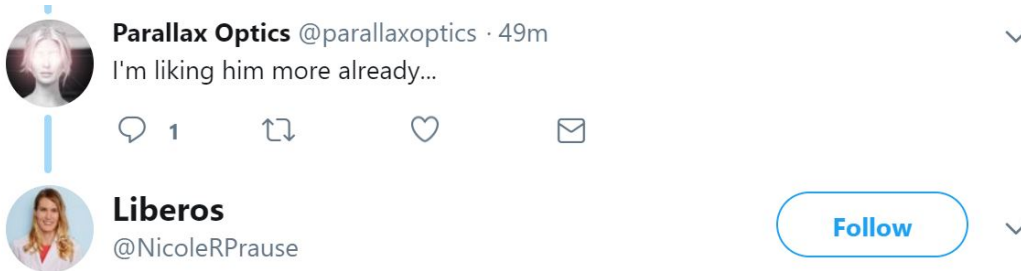 Parallax Optics @parallaxoptics · 49m
I'm liking him more already...
1
Liberos
Follow
@NicoleRPrause